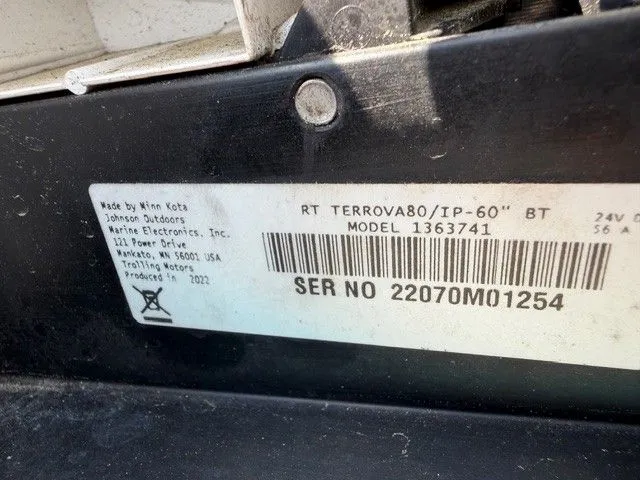 Made by Minn Kota
Johnson Outdoors
Marine Electronics, Inc.
121 Power Drive
Mankato, MN 56001 USA
Trolling Motors
Produced in 2022
RT TERROVA80/IP-60" BT
MODEL 1363741
SER NO 22070M01254
24V
56 A